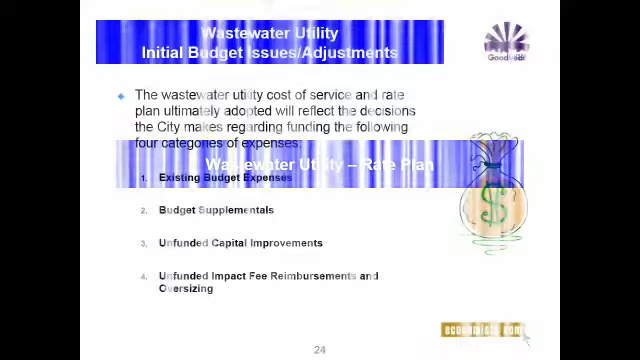 Wastewater Utility
Initial Budget Issues/Adjustments
Goodyear
The wastewater utility cost of service and rate
plan ultimately adopted will reflect the decisions
the City makes regarding funding the following
four categories of expenses:
Wastewater Utility – Rate Plan
1. Existing Budget Expenses
2. Budget Supplementals
3. Unfunded Capital Improvements
4. Unfunded Impact Fee Reimbursements and
Oversizing
$
24